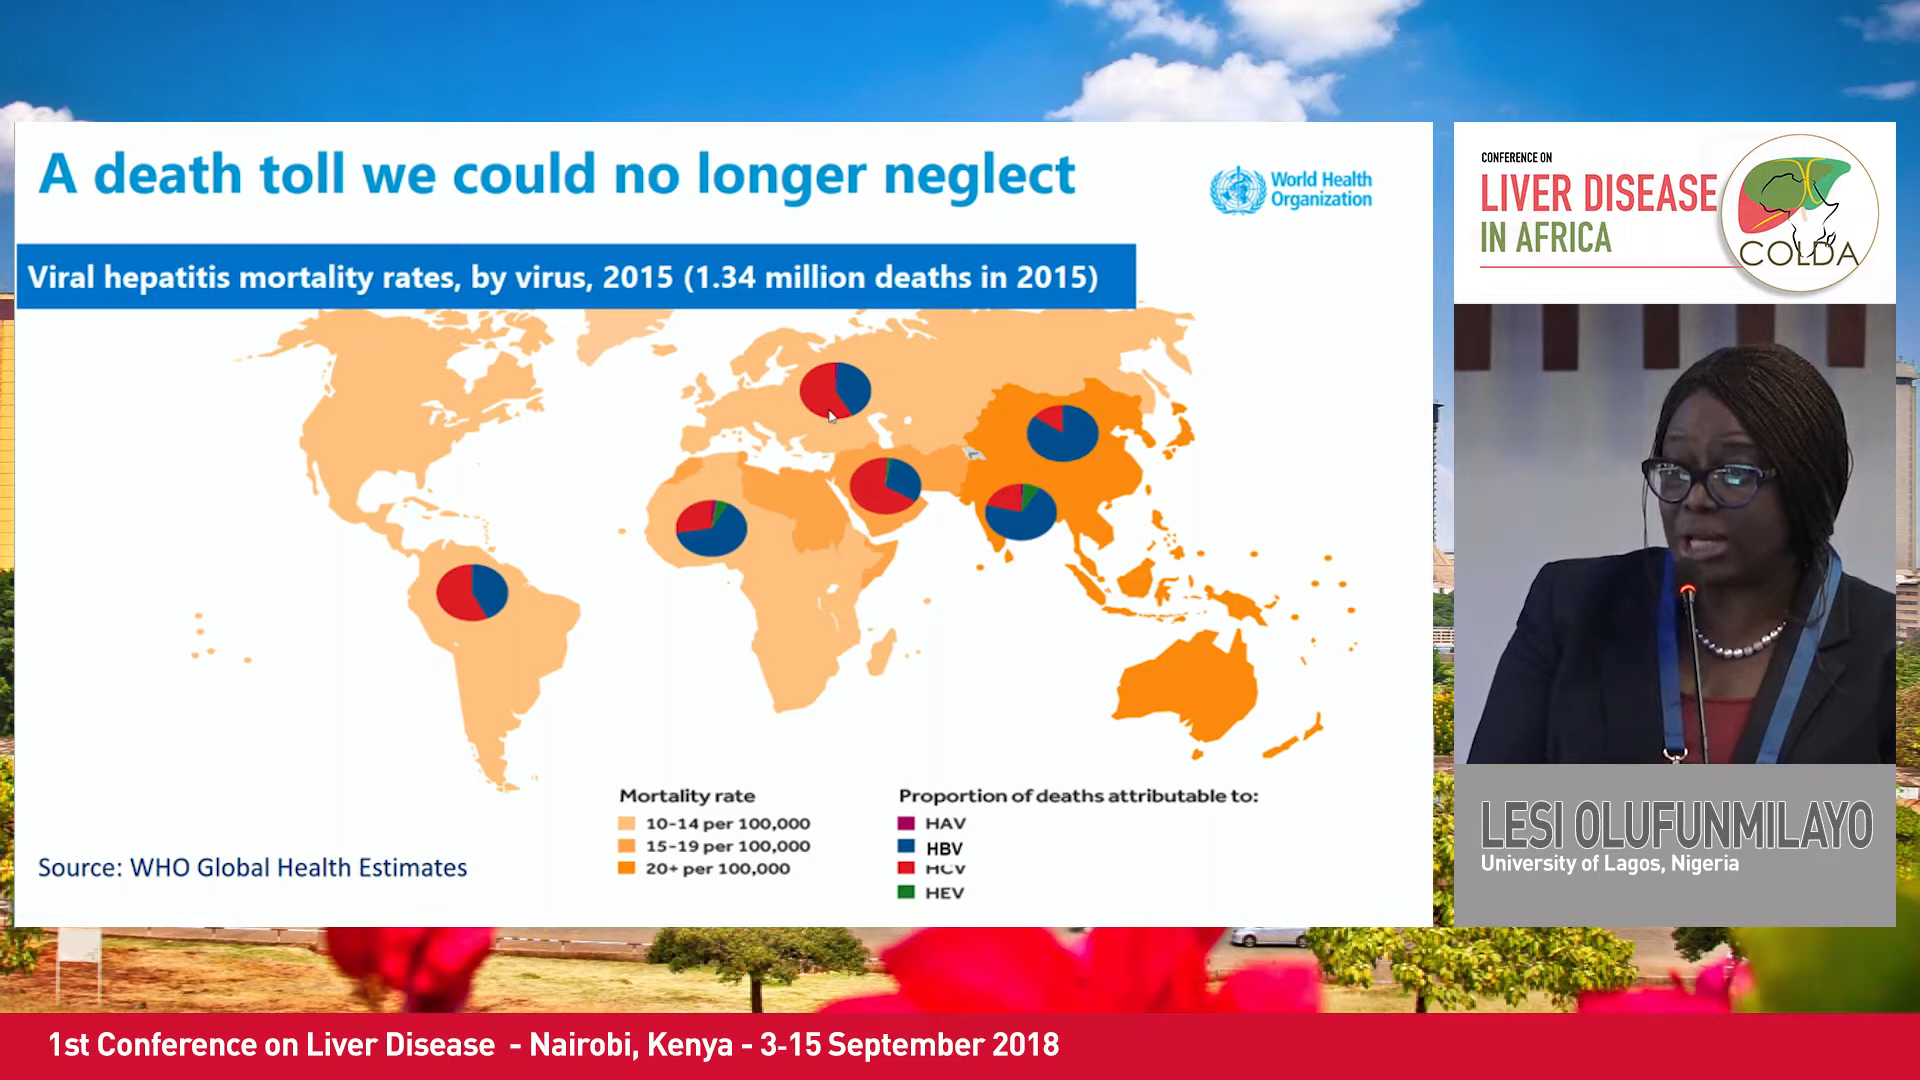 A death toll we could no longer neglect
World Health
Organization
Viral hepatitis mortality rates, by virus, 2015 (1.34 million deaths in 2015)
Mortality rate
10-14 per 100,000
15-19 per 100,000
20+ per 100,000
Proportion of deaths attributable to:
HAV
HBV
HCV
HEV
Source: WHO Global Health Estimates
CONFERENCE ON
LIVER DISEASE
IN AFRICA
COLDA
LESI OLUFUNMILAYO
University of Lagos, Nigeria
1st Conference on Liver Disease - Nairobi, Kenya - 3-15 September 2018